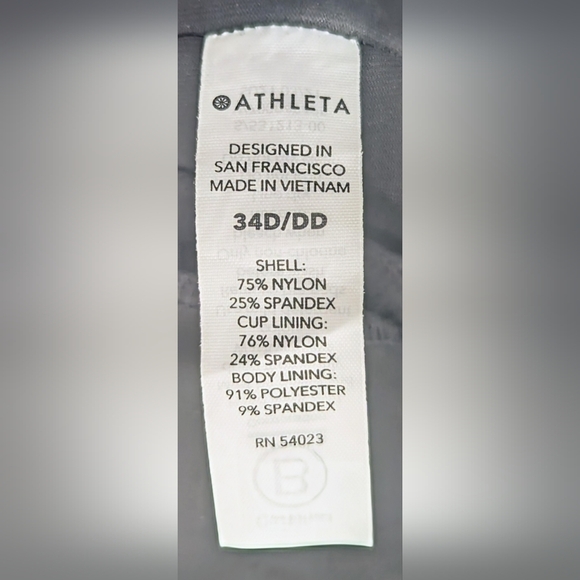 ATHLETA
DESIGNED IN
SAN FRANCISCO
MADE IN VIETNAM
34D/DD
SHELL:
75% NYLON
25% SPANDEX
CUP LINING:
76% NYLON
24% SPANDEX
BODY LINING:
91% POLYESTER
9% SPANDEX
RN 54023
B